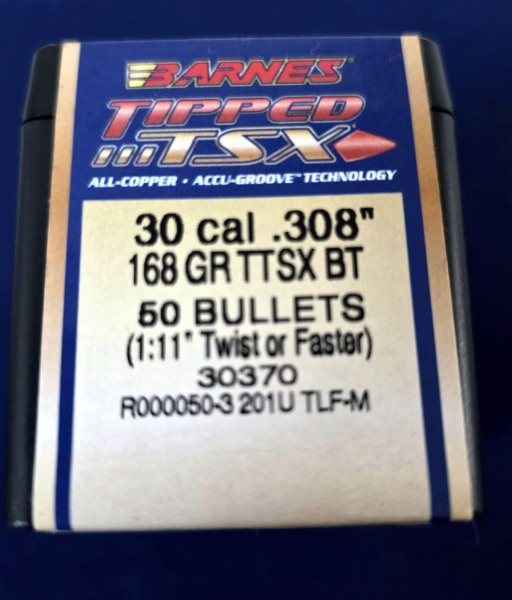 BARNES®
TIPPED
TSX®
ALL-COPPER • ACCU-GROOVE™ TECHNOLOGY
30 cal .308"
168 GR TTSX BT
50 BULLETS
(1:11" Twist or Faster)
30370
R000050-3 201U TLF-M